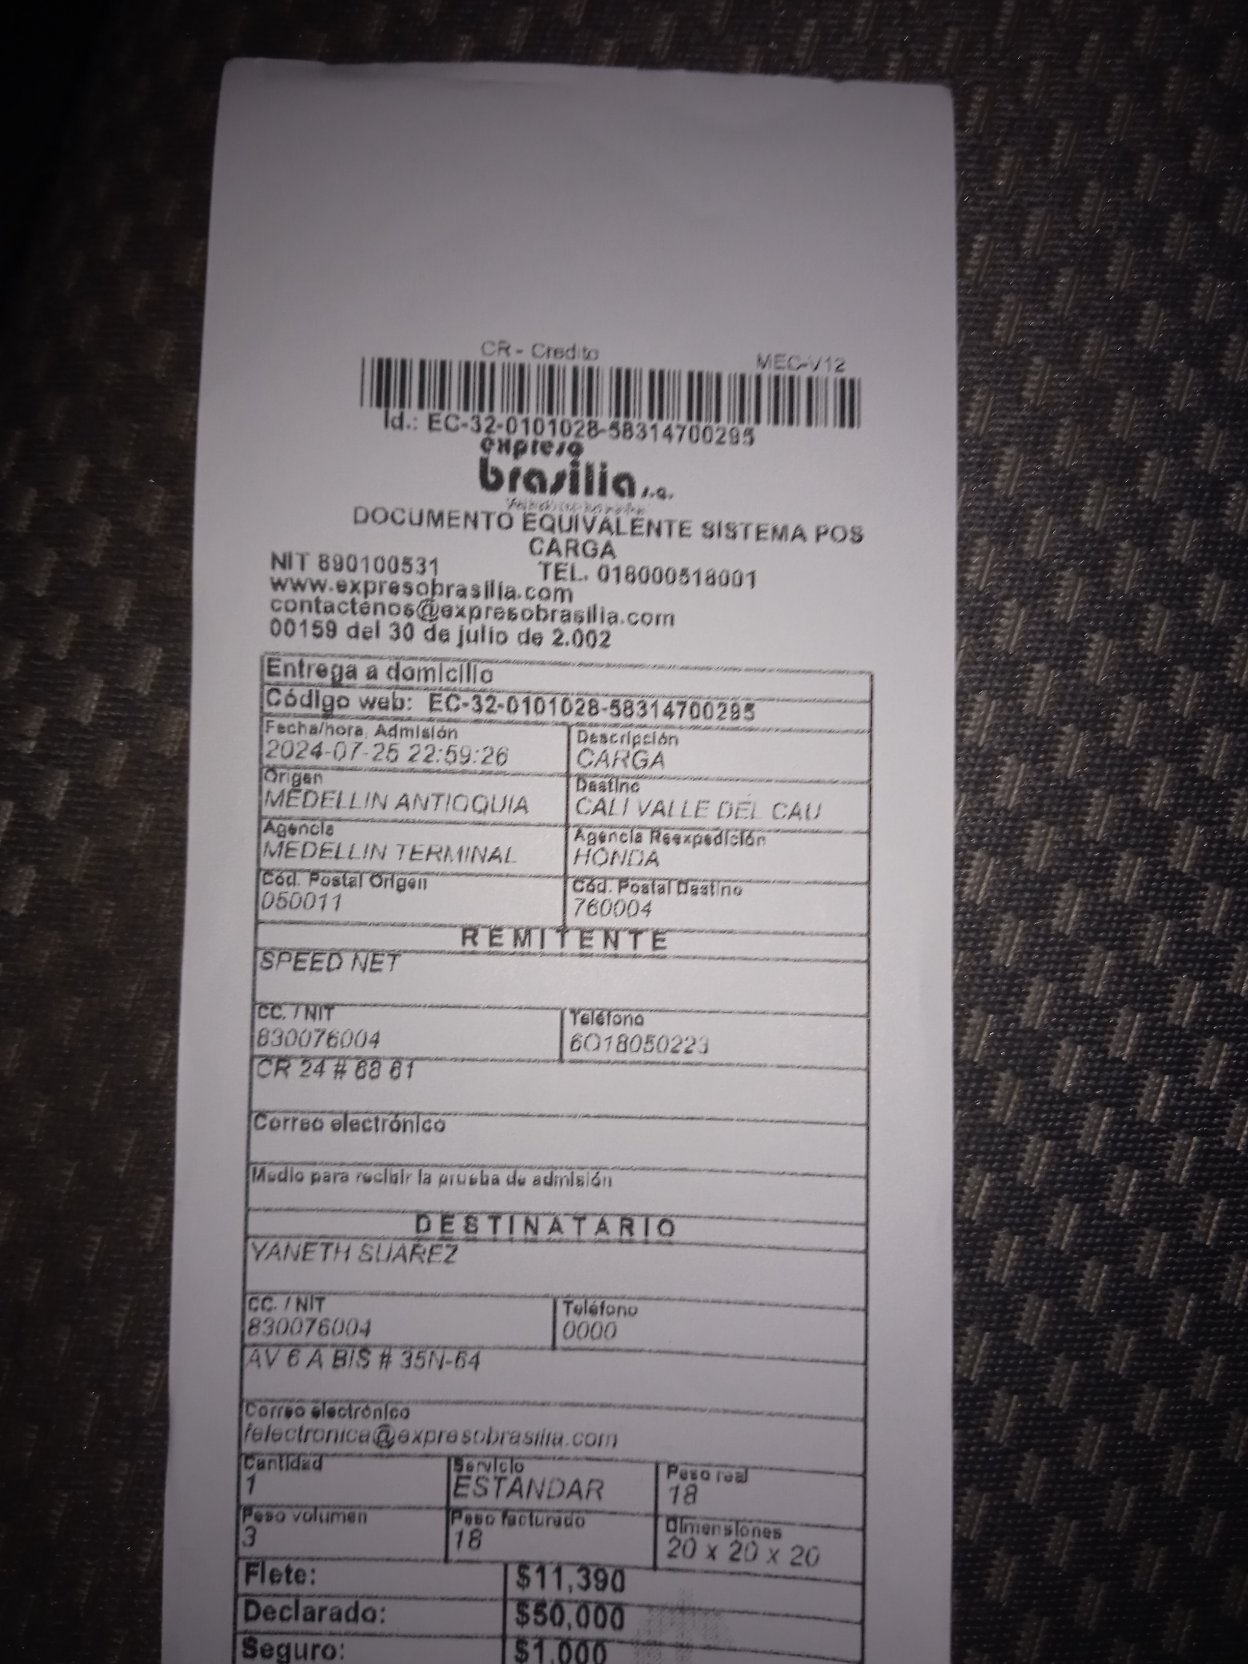 CR - Credito
MEC-V12
Id.: EC-32-0101028-58314700295
expreso
brasilia s.a.
DOCUMENTO EQUIVALENTE SISTEMA POS
CARGA
NIT 890100531 TEL. 018000518001
www.expresobrasilia.com
contactenos@expresobrasilia.com
00159 del 30 de julio de 2.002
Entrega a domicilio
Código web: EC-32-0101028-58314700295
Fecha/hora. Admisión Descripción
2024-07-25 22:59:26 CARGA
Origen Destino
MEDELLIN ANTIOQUIA CALI VALLE DEL CAU
Agencia Agencia Reexpedición
MEDELLIN TERMINAL HONDA
Cód. Postal Origen Cód. Postal Destino
050011 760004
REMITENTE
SPEED NET
CC. / NIT Teléfono
830076004 6018050223
CR 24 # 68 61
Correo electrónico
Medio para recibir la prueba de admisión
DESTINATARIO
YANETH SUAREZ
CC. / NIT Teléfono
830076004 0000
AV 6 A BIS # 35N-64
Correo electrónico
felectronica@expresobrasilia.com
Cantidad Servicio Peso real
1 ESTANDAR 18
Peso volumen Peso facturado Dimensiones
3 18 20 x 20 x 20
Flete: $11,390
Declarado: $50,000
Seguro: $1,000